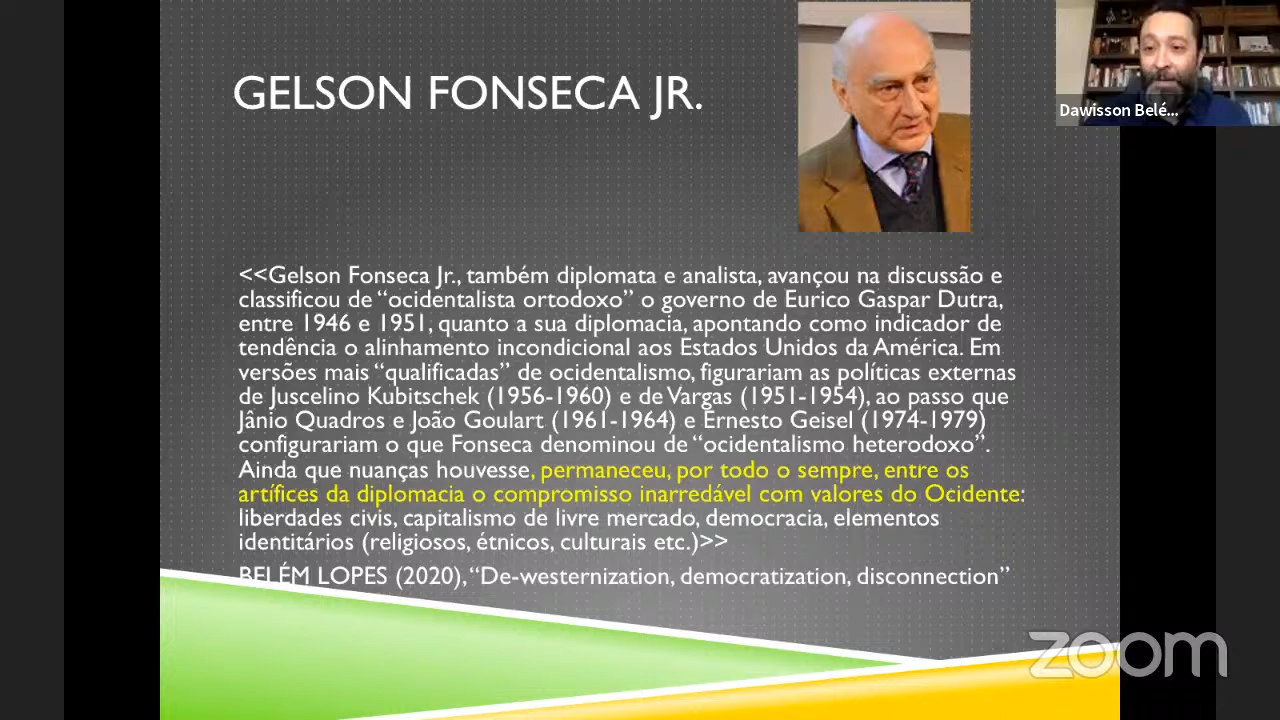 GELSON FONSECA JR.
Dawisson Belé...
<<Gelson Fonseca Jr., também diplomata e analista, avançou na discussão e
classificou de “ocidentalista ortodoxo” o governo de Eurico Gaspar Dutra,
entre 1946 e 1951, quanto a sua diplomacia, apontando como indicador de
tendência o alinhamento incondicional aos Estados Unidos da América. Em
versões mais “qualificadas” de ocidentalismo, figurariam as políticas externas
de Juscelino Kubitschek (1956-1960) e de Vargas (1951-1954), ao passo que
Jânio Quadros e João Goulart (1961-1964) e Ernesto Geisel (1974-1979)
configurariam o que Fonseca denominou de “ocidentalismo heterodoxo”.
Ainda que nuanças houvesse, permaneceu, por todo o sempre, entre os
artífices da diplomacia o compromisso inarredável com valores do Ocidente:
liberdades civis, capitalismo de livre mercado, democracia, elementos
identitários (religiosos, étnicos, culturais etc.)>>
BELÉM LOPES (2020), “De-westernization, democratization, disconnection”
zoom